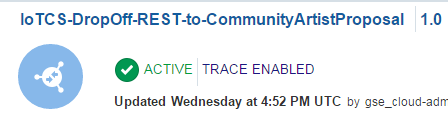 IoTCS-DropOff-REST-to-CommunityArtistProposal 1.0
ACTIVE TRACE ENABLED
Updated Wednesday at 4:52 PM UTC by gse_cloud-adm